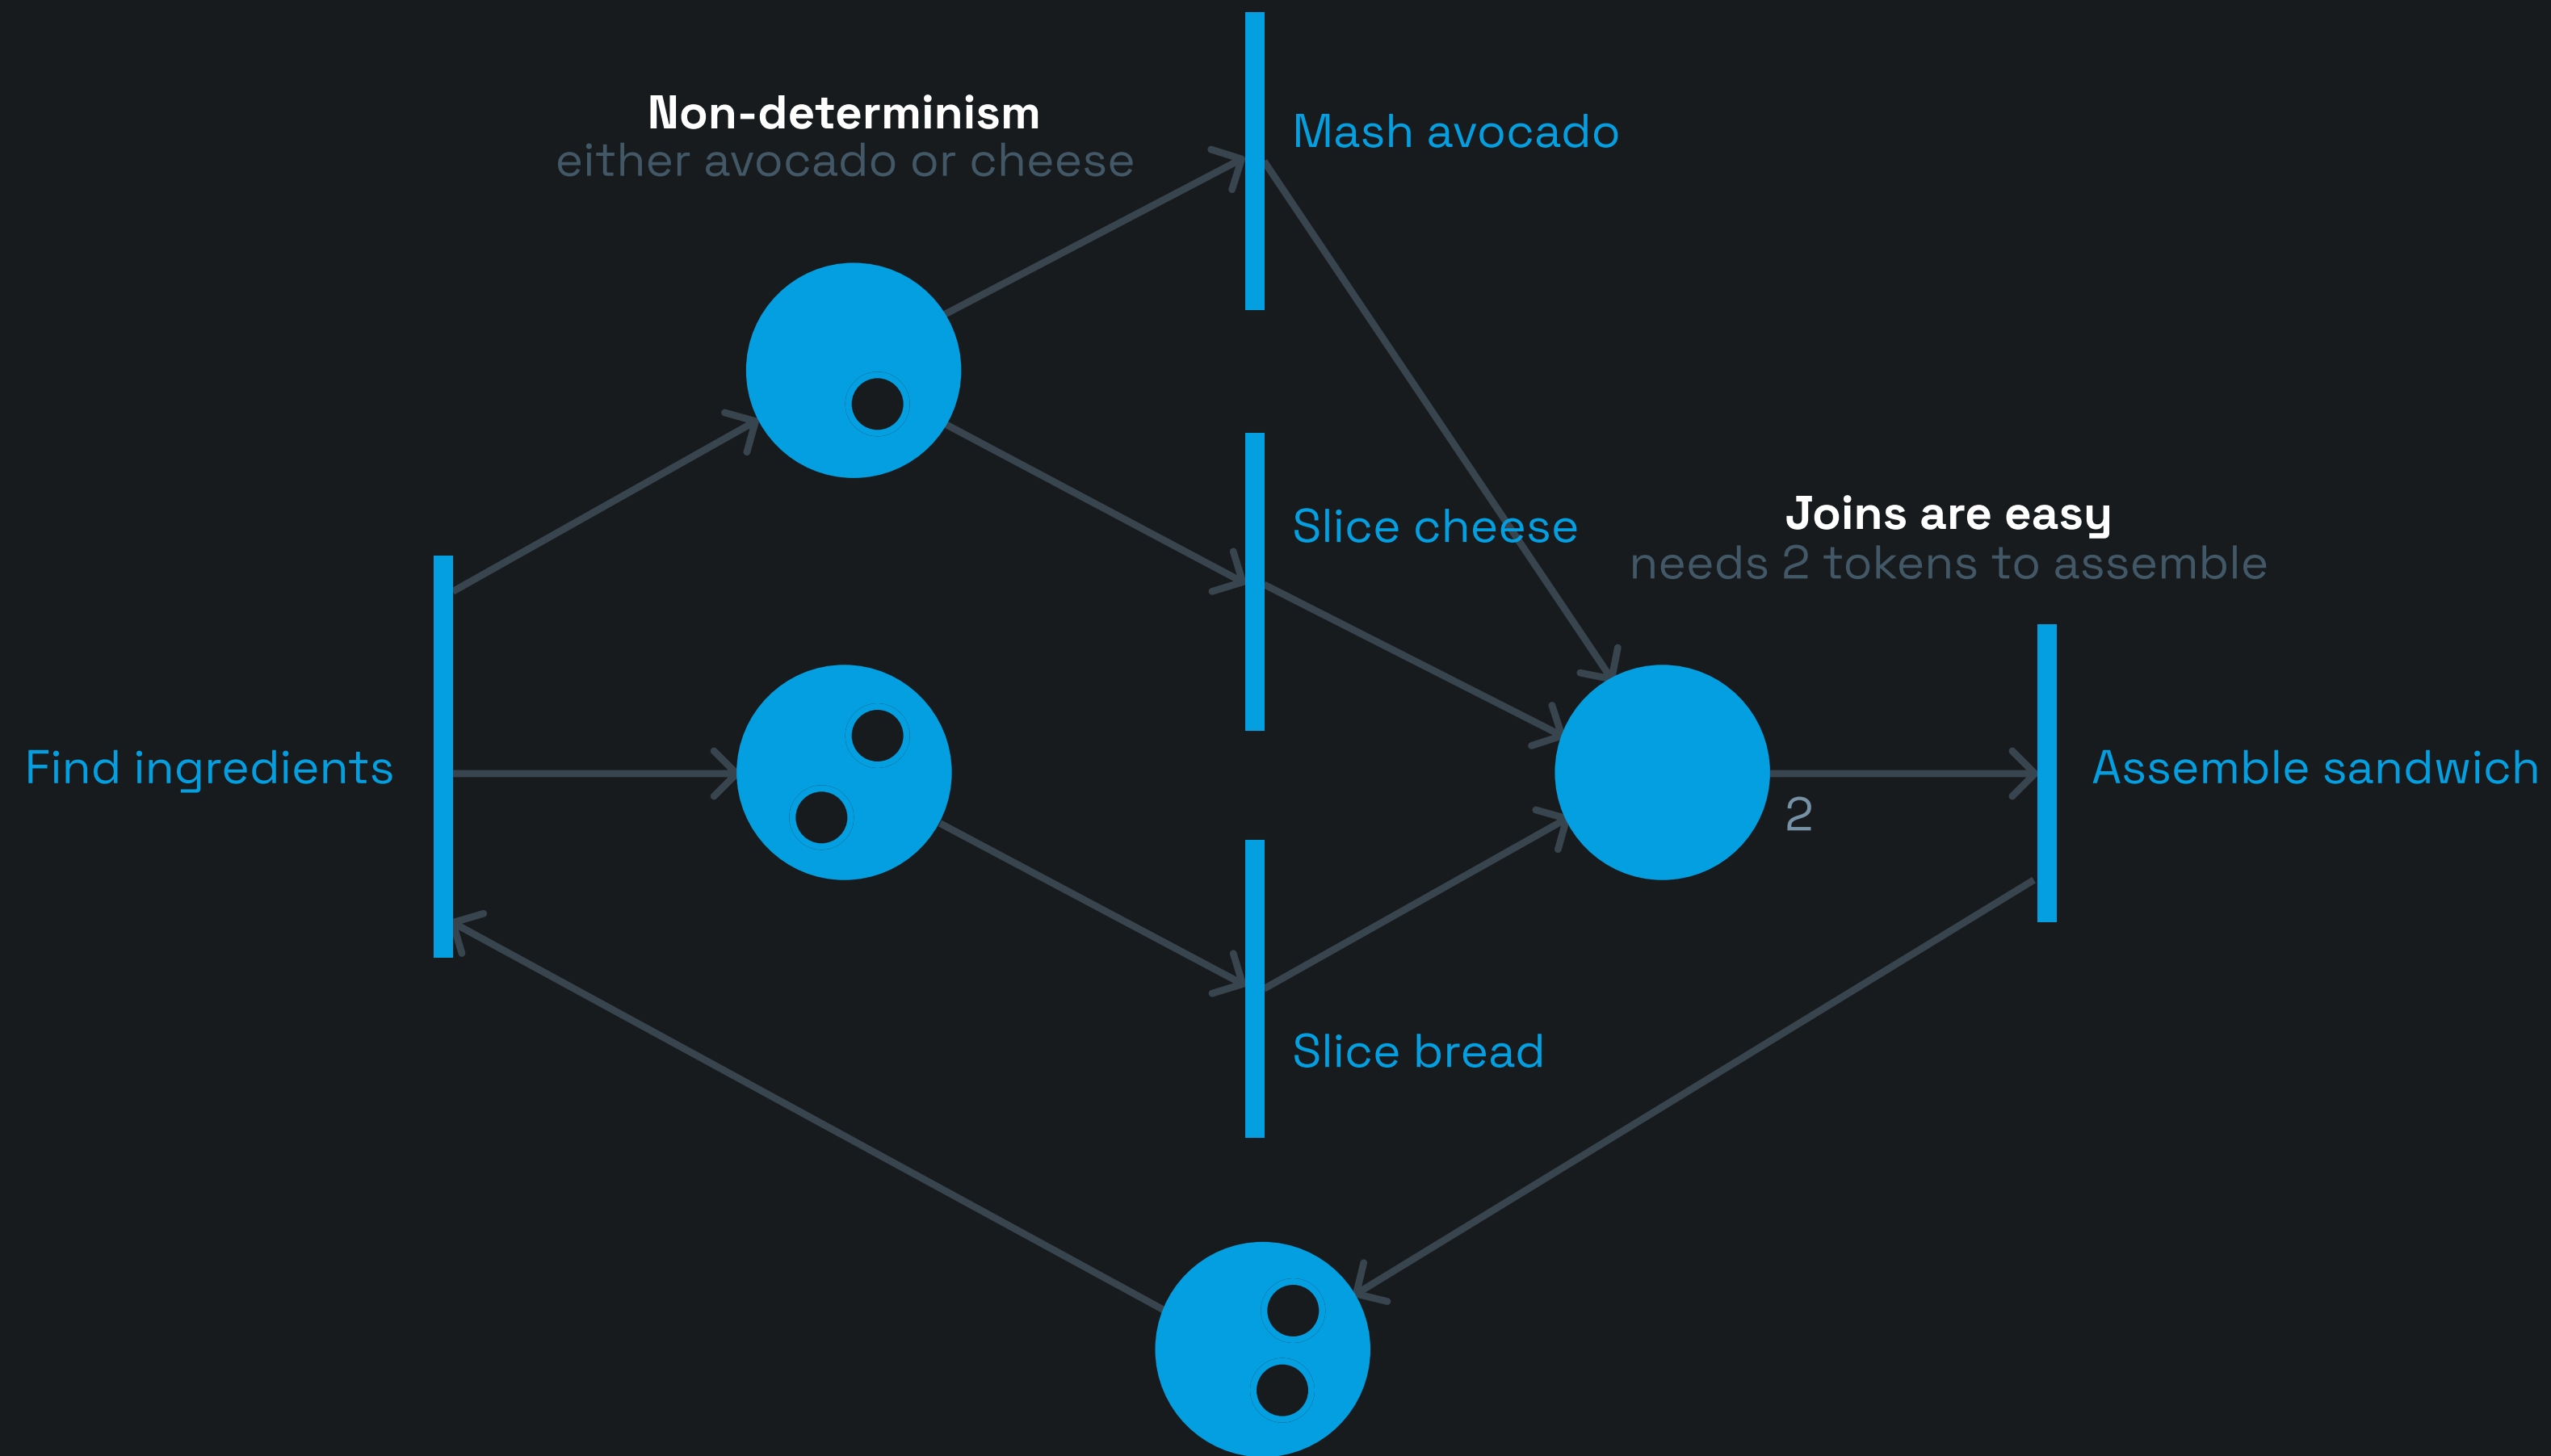 Non-determinism
either avocado or cheese
Mash avocado
Slice cheese
Joins are easy
needs 2 tokens to assemble
Find ingredients
Assemble sandwich
2
Slice bread